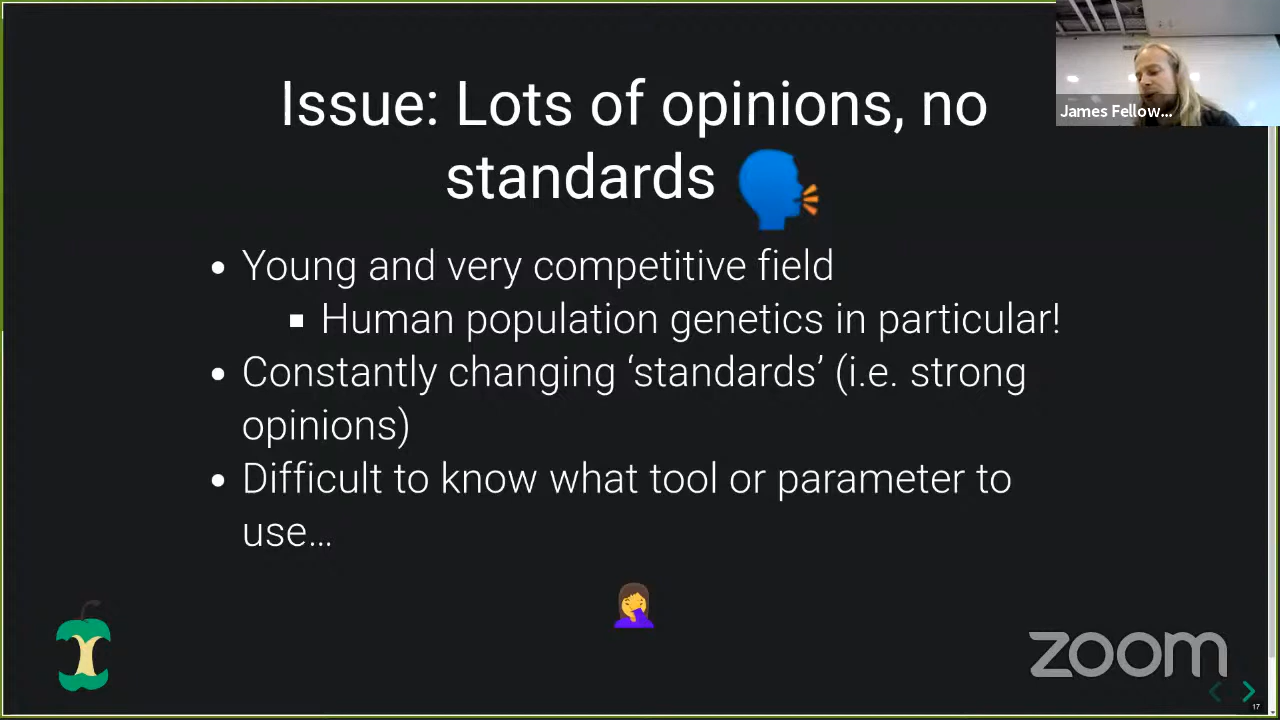 Issue: Lots of opinions, no
standards
James Fellow...
• Young and very competitive field
▪ Human population genetics in particular!
• Constantly changing ‘standards’ (i.e. strong
opinions)
• Difficult to know what tool or parameter to
use…
zoom
17